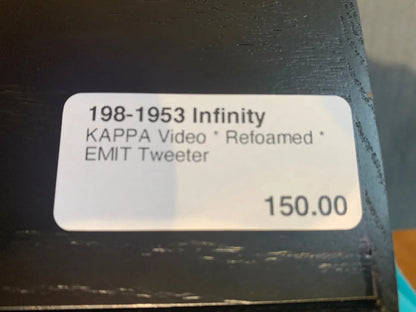 198-1953 Infinity
KAPPA Video * Refoamed *
EMIT Tweeter
150.00